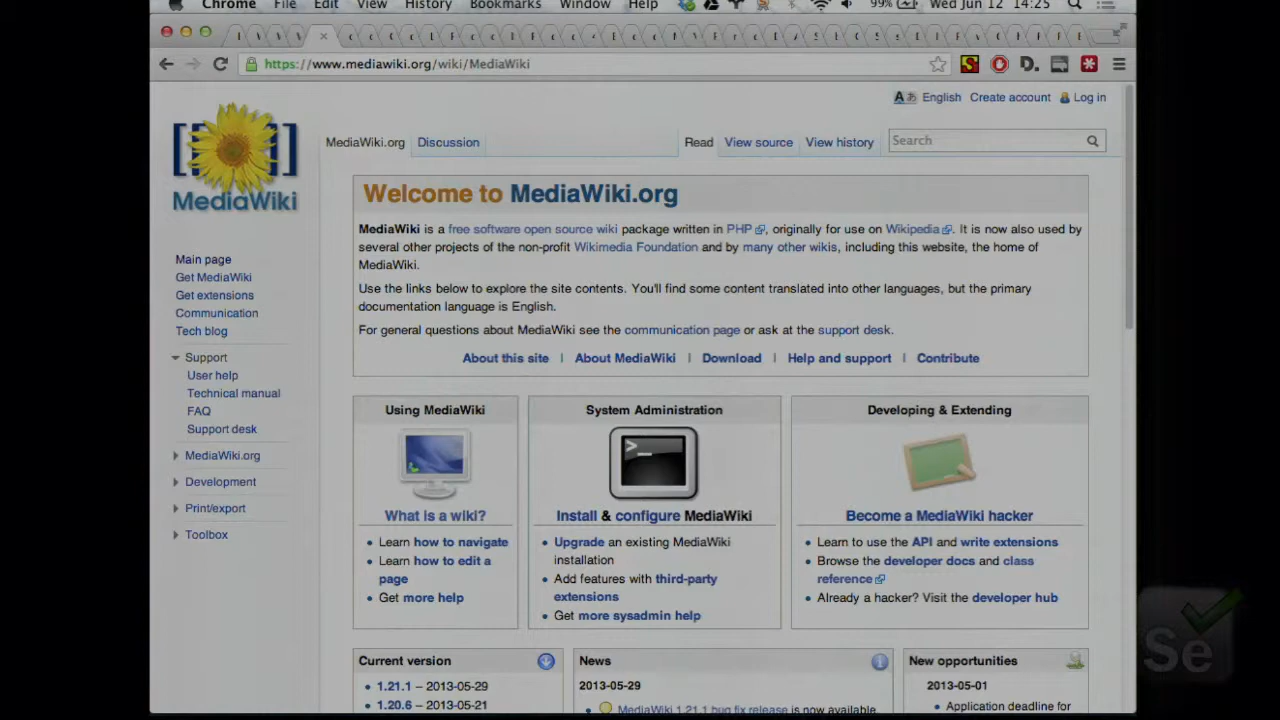 Chrome File Edit View History Bookmarks Window Help 99% Wed Jun 12 14:25
https://www.mediawiki.org/wiki/MediaWiki
English Create account Log in
MediaWiki.org Discussion Read View source View history Search
MediaWiki
Welcome to MediaWiki.org
MediaWiki is a free software open source wiki package written in PHP, originally for use on Wikipedia. It is now also used by
several other projects of the non-profit Wikimedia Foundation and by many other wikis, including this website, the home of
MediaWiki.
Use the links below to explore the site contents. You'll find some content translated into other languages, but the primary
documentation language is English.
For general questions about MediaWiki see the communication page or ask at the support desk.
About this site | About MediaWiki | Download | Help and support | Contribute
Main page
Get MediaWiki
Get extensions
Communication
Tech blog
Support
User help
Technical manual
FAQ
Support desk
MediaWiki.org
Development
Print/export
Toolbox
Using MediaWiki
What is a wiki?
• Learn how to navigate
• Learn how to edit a
page
• Get more help
System Administration
>_
Install & configure MediaWiki
• Upgrade an existing MediaWiki
installation
• Add features with third-party
extensions
• Get more sysadmin help
Developing & Extending
Become a MediaWiki hacker
• Learn to use the API and write extensions
• Browse the developer docs and class
reference
• Already a hacker? Visit the developer hub
Current version
• 1.21.1 – 2013-05-29
• 1.20.6 – 2013-05-21
News
2013-05-29
• MediaWiki 1.21.1 bug fix release is now available.
New opportunities
2013-05-01
• Application deadline for
Se